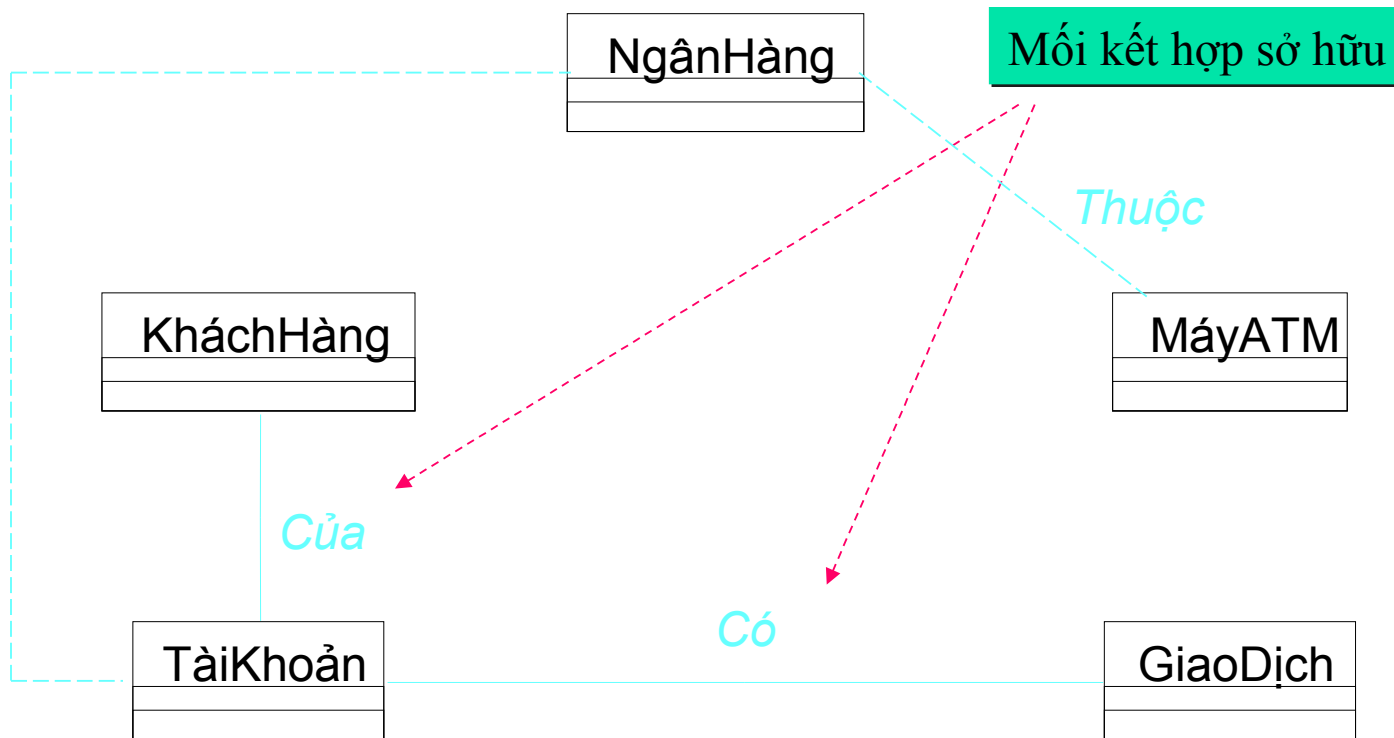 NgânHàng
Mối kết hợp sở hữu
Thuộc
KháchHàng
MáyATM
Của
Có
TàiKhoản
GiaoDịch